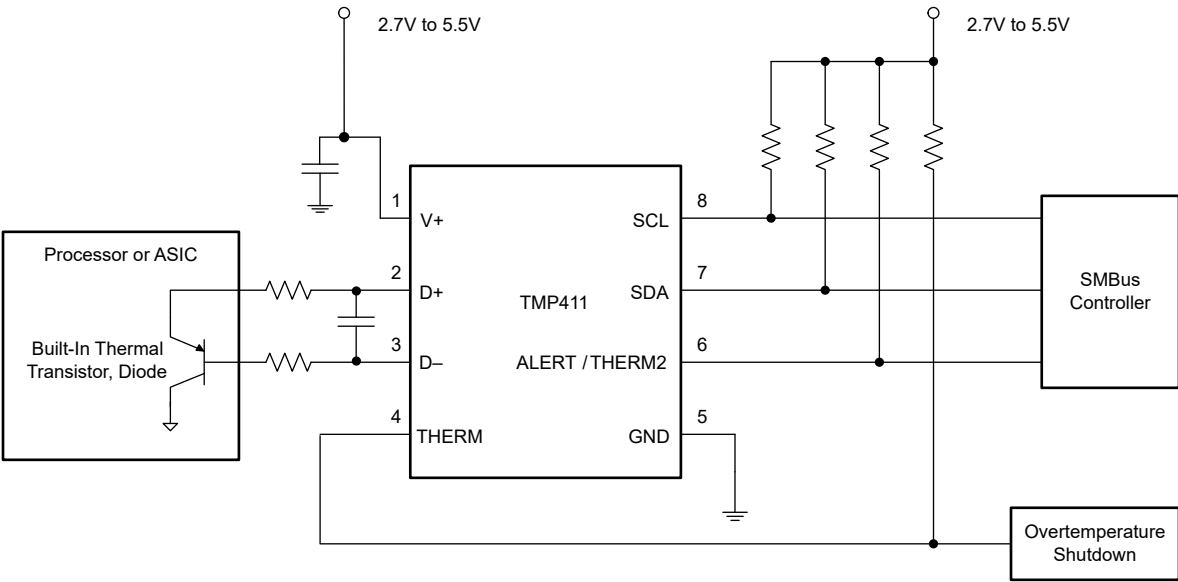 2.7V to 5.5V
2.7V to 5.5V
1
V+
8
SCL
Processor or ASIC
2
D+
7
SDA
TMP411
SMBus
Controller
Built-In Thermal
Transistor, Diode
3
D–
6
ALERT / THERM2
4
THERM
5
GND
Overtemperature
Shutdown